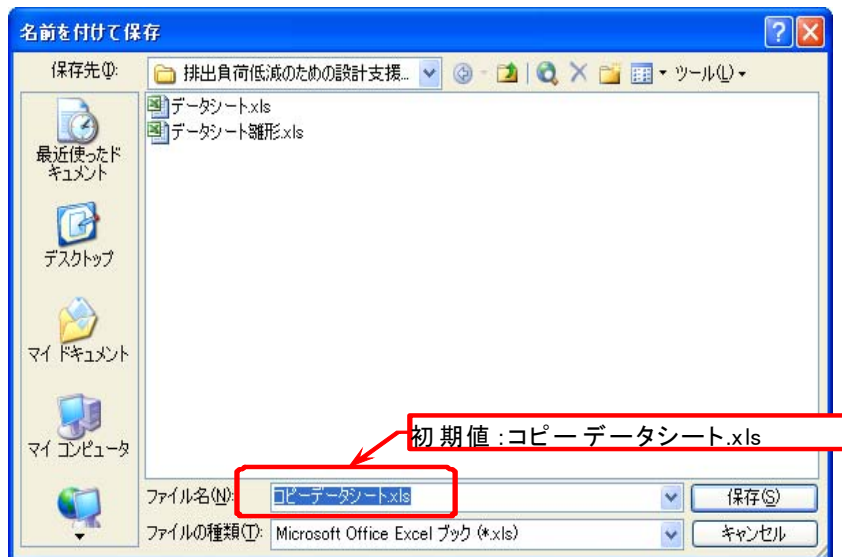 名前を付けて保存
保存先(I):
排出負荷低減のための設計支援...
ツール(L)
データシート.xls
データシート雛形.xls
最近使ったド
キュメント
デスクトップ
マイ ドキュメント
マイ コンピュータ
初期値:コピーデータシート.xls
ファイル名(N):
コピーデータシート.xls
保存(S)
ファイルの種類(T):
Microsoft Office Excel ブック (*.xls)
キャンセル